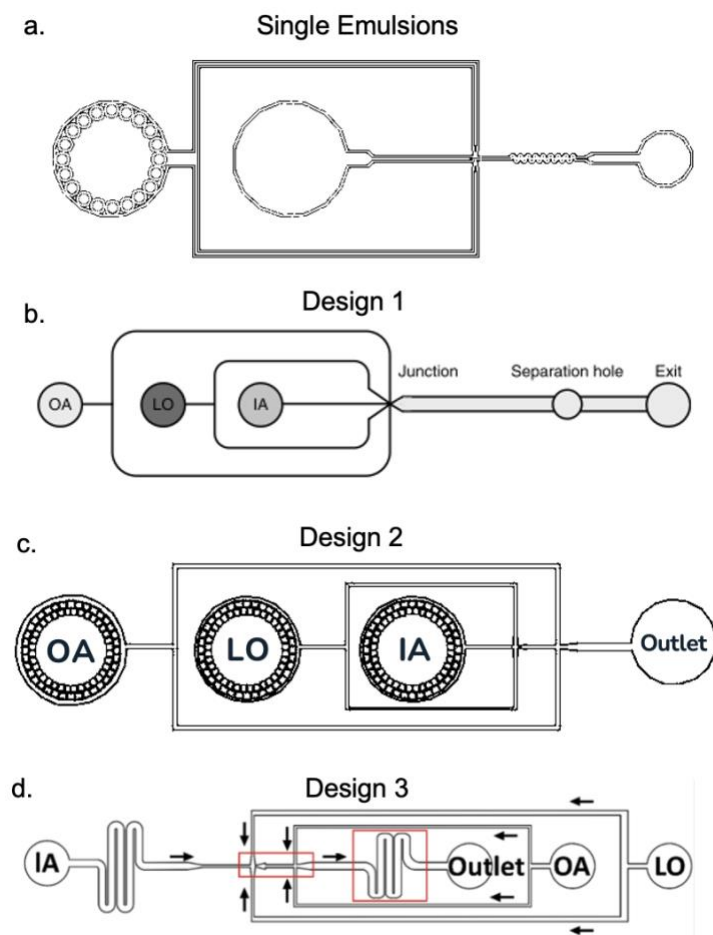 a.
Single Emulsions
Design 1
b.
OA
LO
IA
Junction
Separation hole
Exit
c.
Design 2
OA
LO
IA
Outlet
d.
Design 3
IA
Outlet
OA
LO